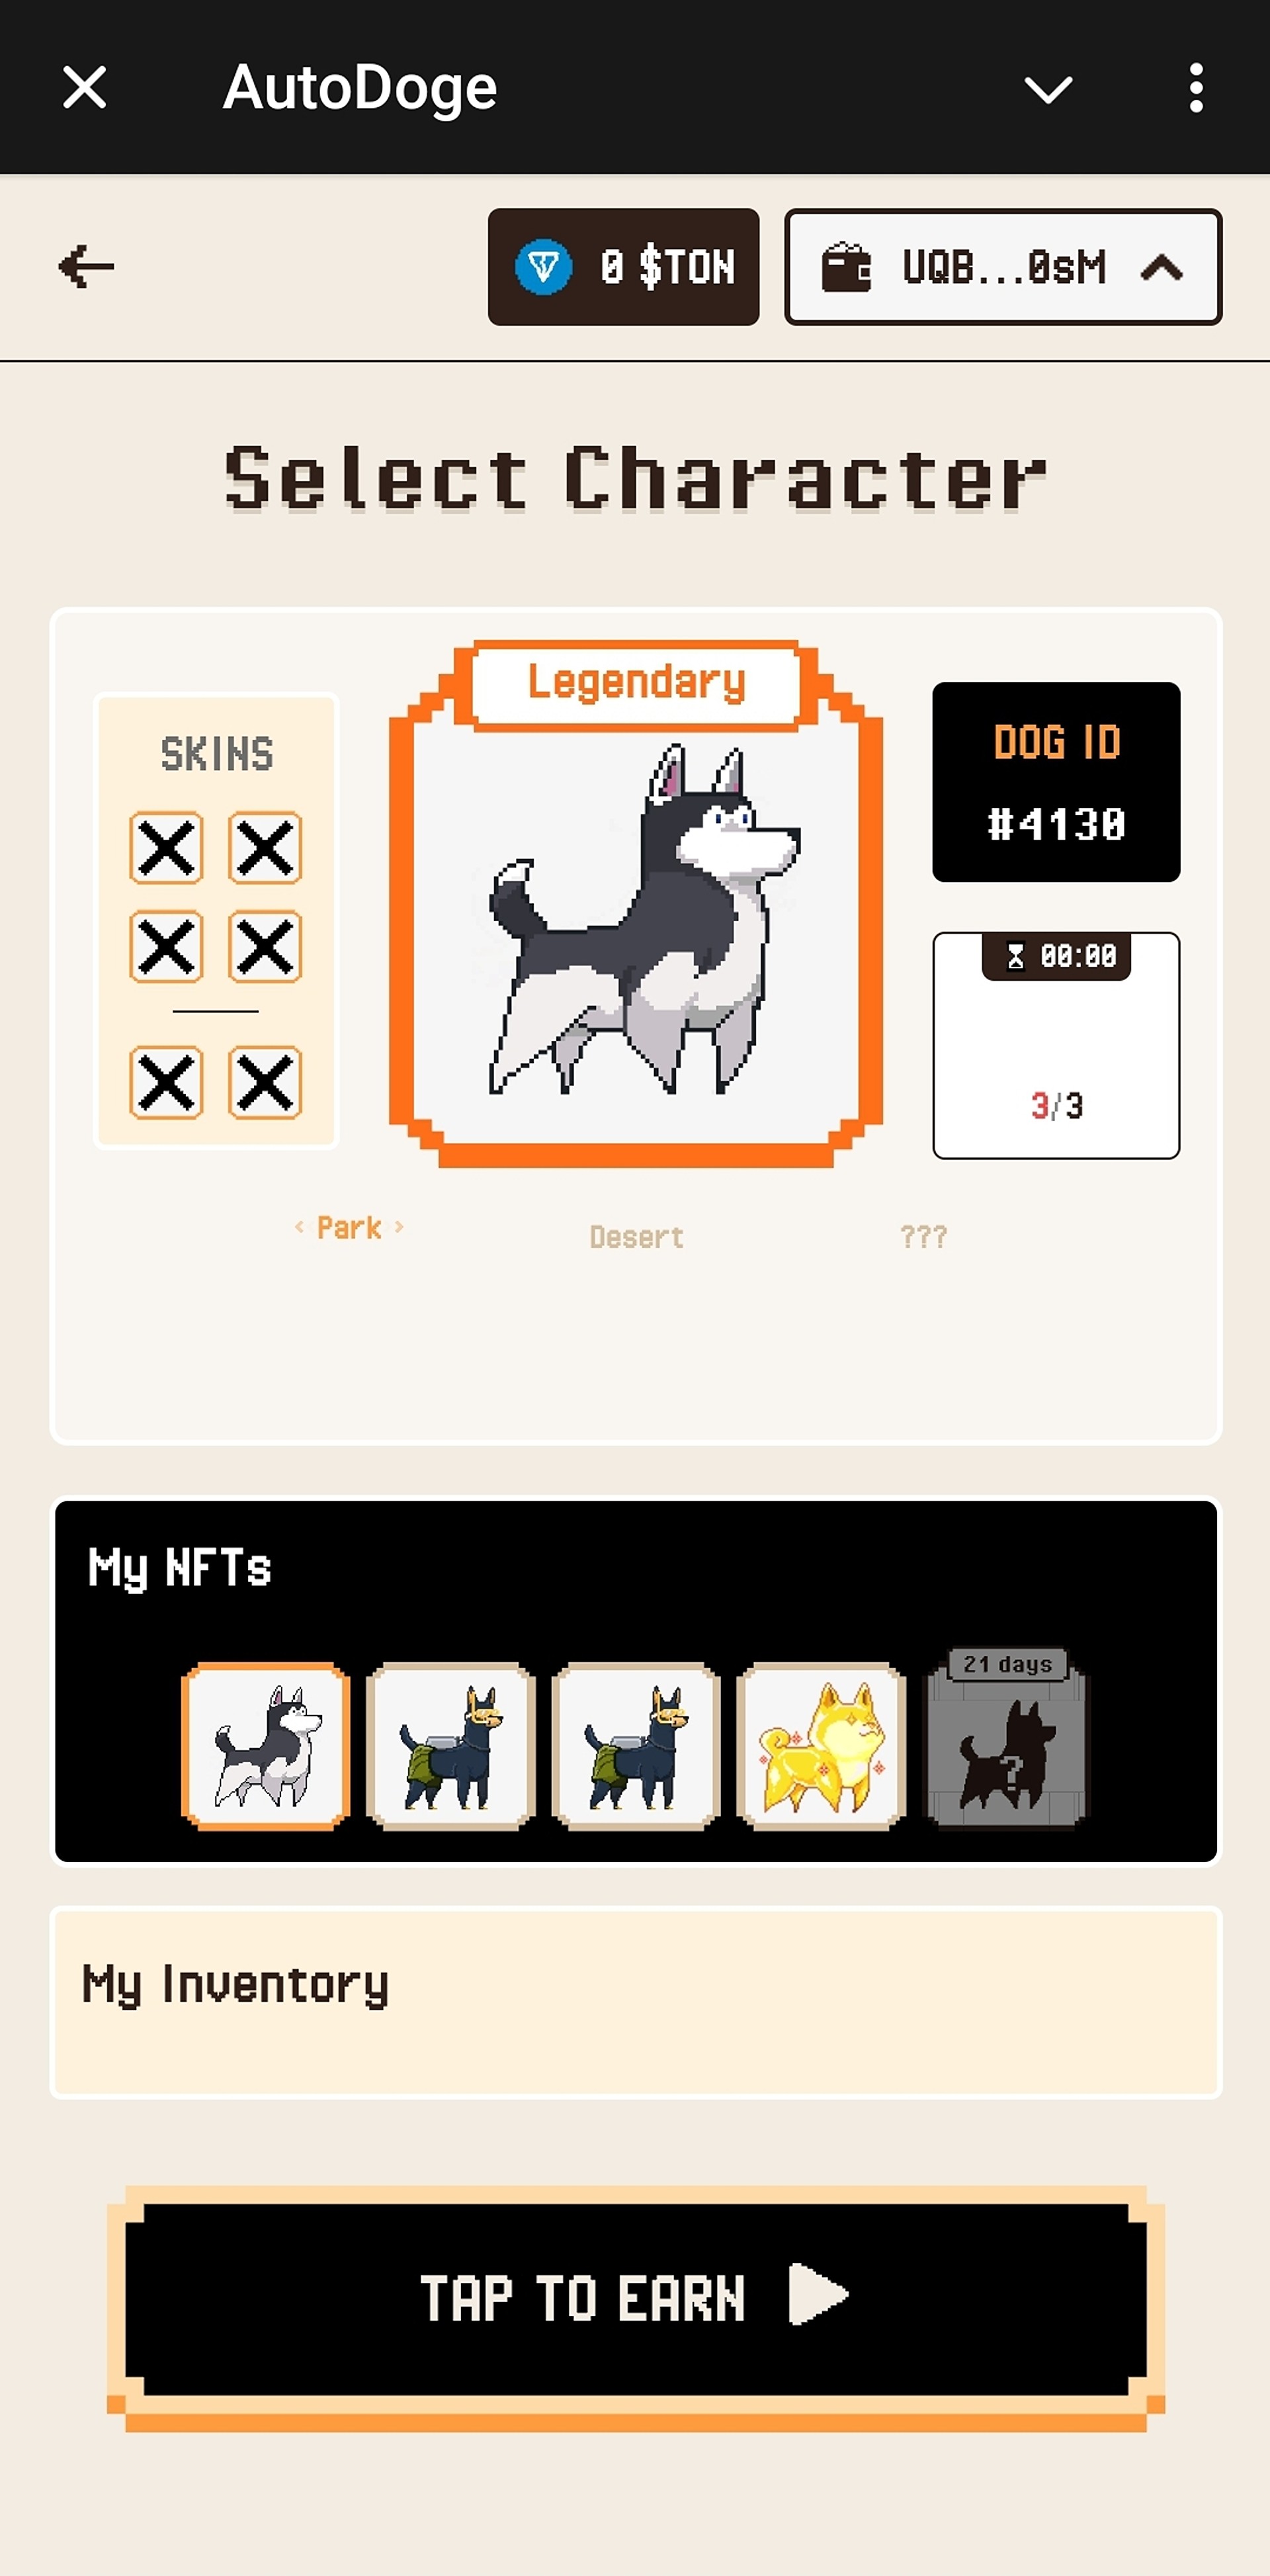 AutoDoge
0 $TON
UQB...0sM
Select Character
Legendary
SKINS
DOG ID
#4130
00:00
3/3
< Park >
Desert
???
My NFTs
21 days
?
My Inventory
TAP TO EARN